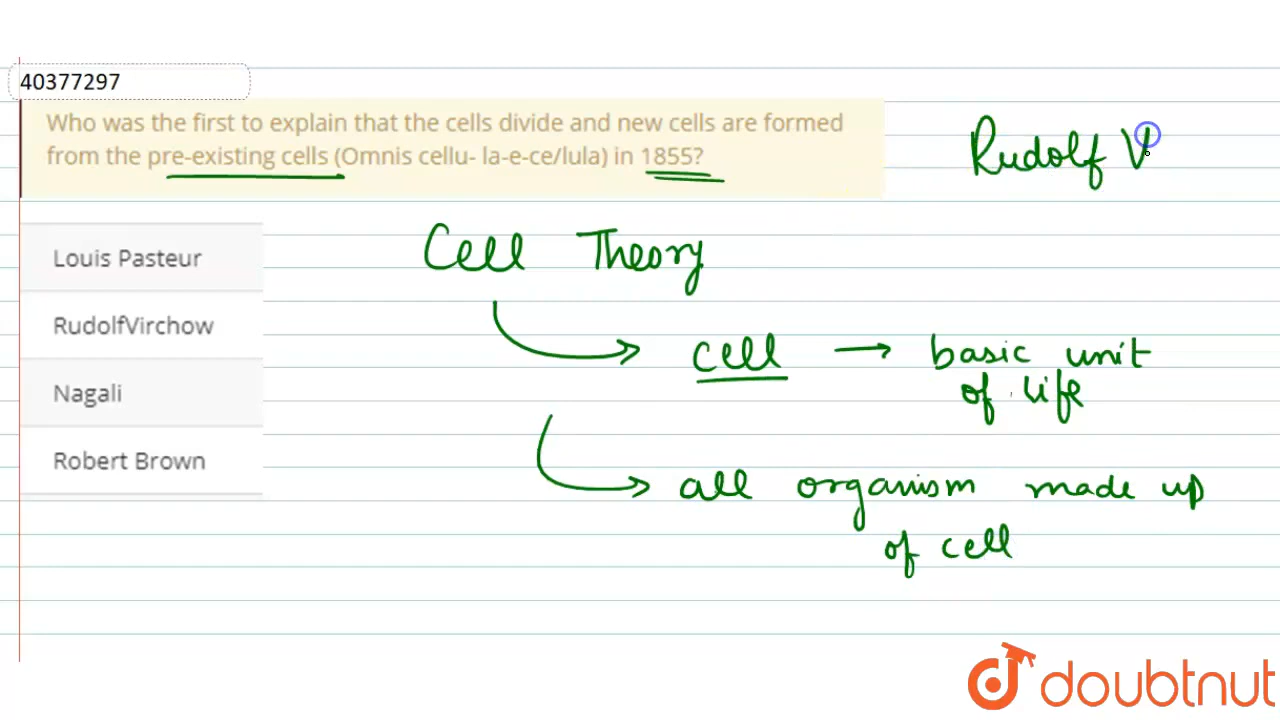 40377297
Who was the first to explain that the cells divide and new cells are formed
from the pre-existing cells (Omnis cellu- la-e-ce/lula) in 1855?
Rudolf V
Louis Pasteur
RudolfVirchow
Nagali
Robert Brown
Cell Theory
cell → basic unit
of life
all organism made up
of cell
doubtnut